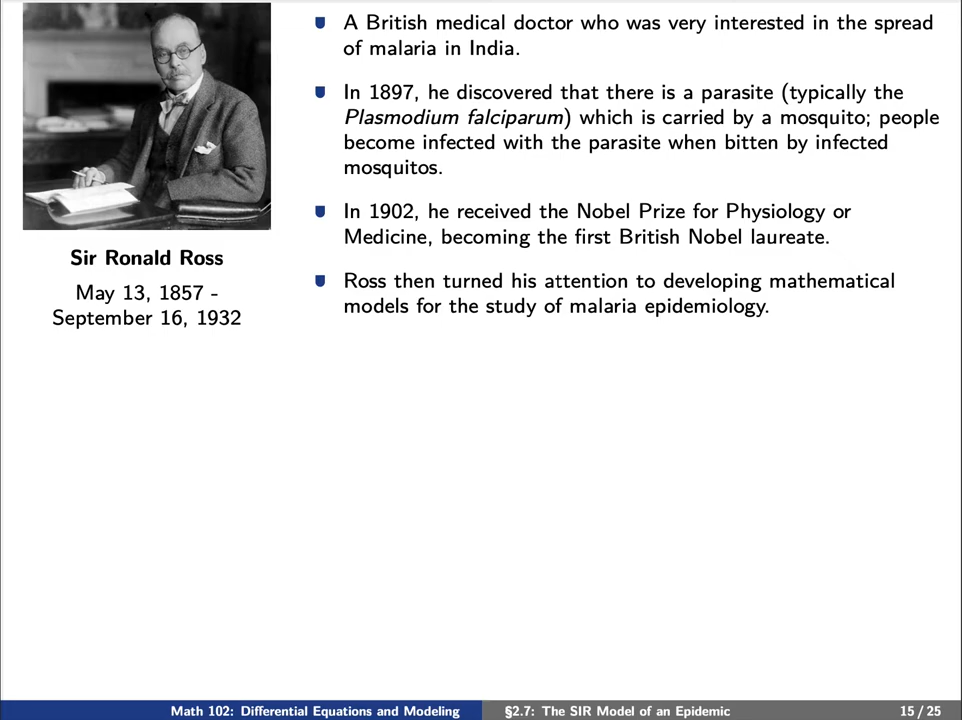 A British medical doctor who was very interested in the spread
of malaria in India.
In 1897, he discovered that there is a parasite (typically the
Plasmodium falciparum) which is carried by a mosquito; people
become infected with the parasite when bitten by infected
mosquitos.
In 1902, he received the Nobel Prize for Physiology or
Medicine, becoming the first British Nobel laureate.
Ross then turned his attention to developing mathematical
models for the study of malaria epidemiology.
Sir Ronald Ross
May 13, 1857 -
September 16, 1932
Math 102: Differential Equations and Modeling
§2.7: The SIR Model of an Epidemic
15 / 25